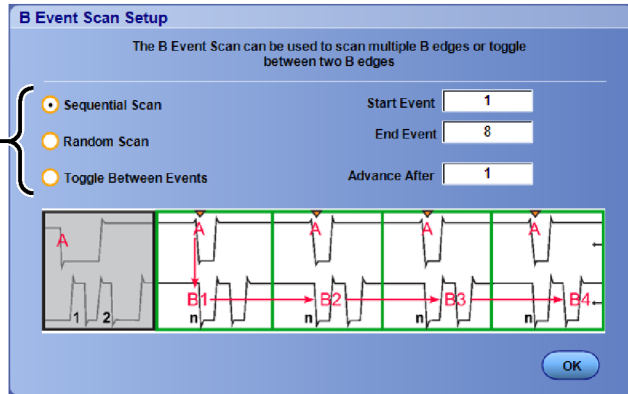 B Event Scan Setup
The B Event Scan can be used to scan multiple B edges or toggle
between two B edges
Sequential Scan
Start Event 1
Random Scan
End Event 8
Toggle Between Events
Advance After 1
A A A A A
B1 B2 B3 B4
1 2 n n n n
OK